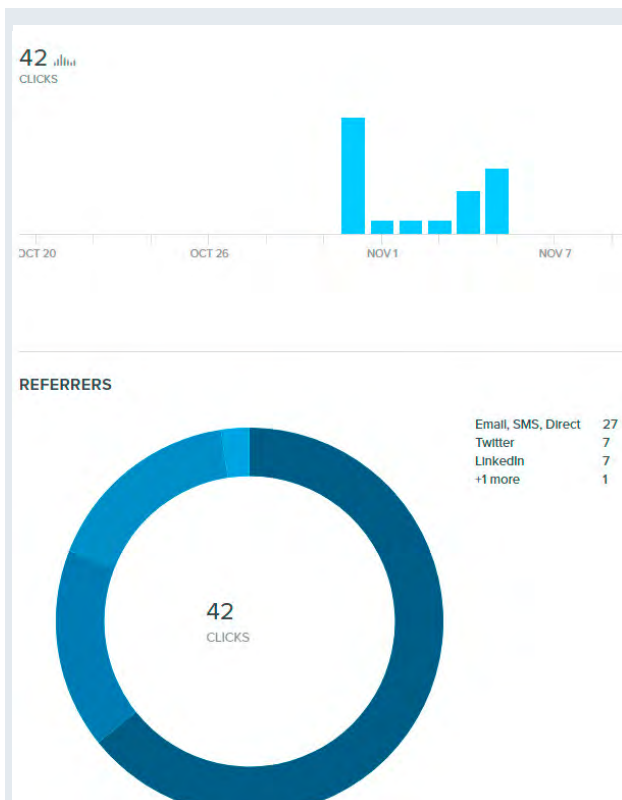 42
CLICKS
OCT 20 OCT 26 NOV 1 NOV 7
REFERRERS
Email, SMS, Direct 27
Twitter 7
LinkedIn 7
+1 more 1
42
CLICKS